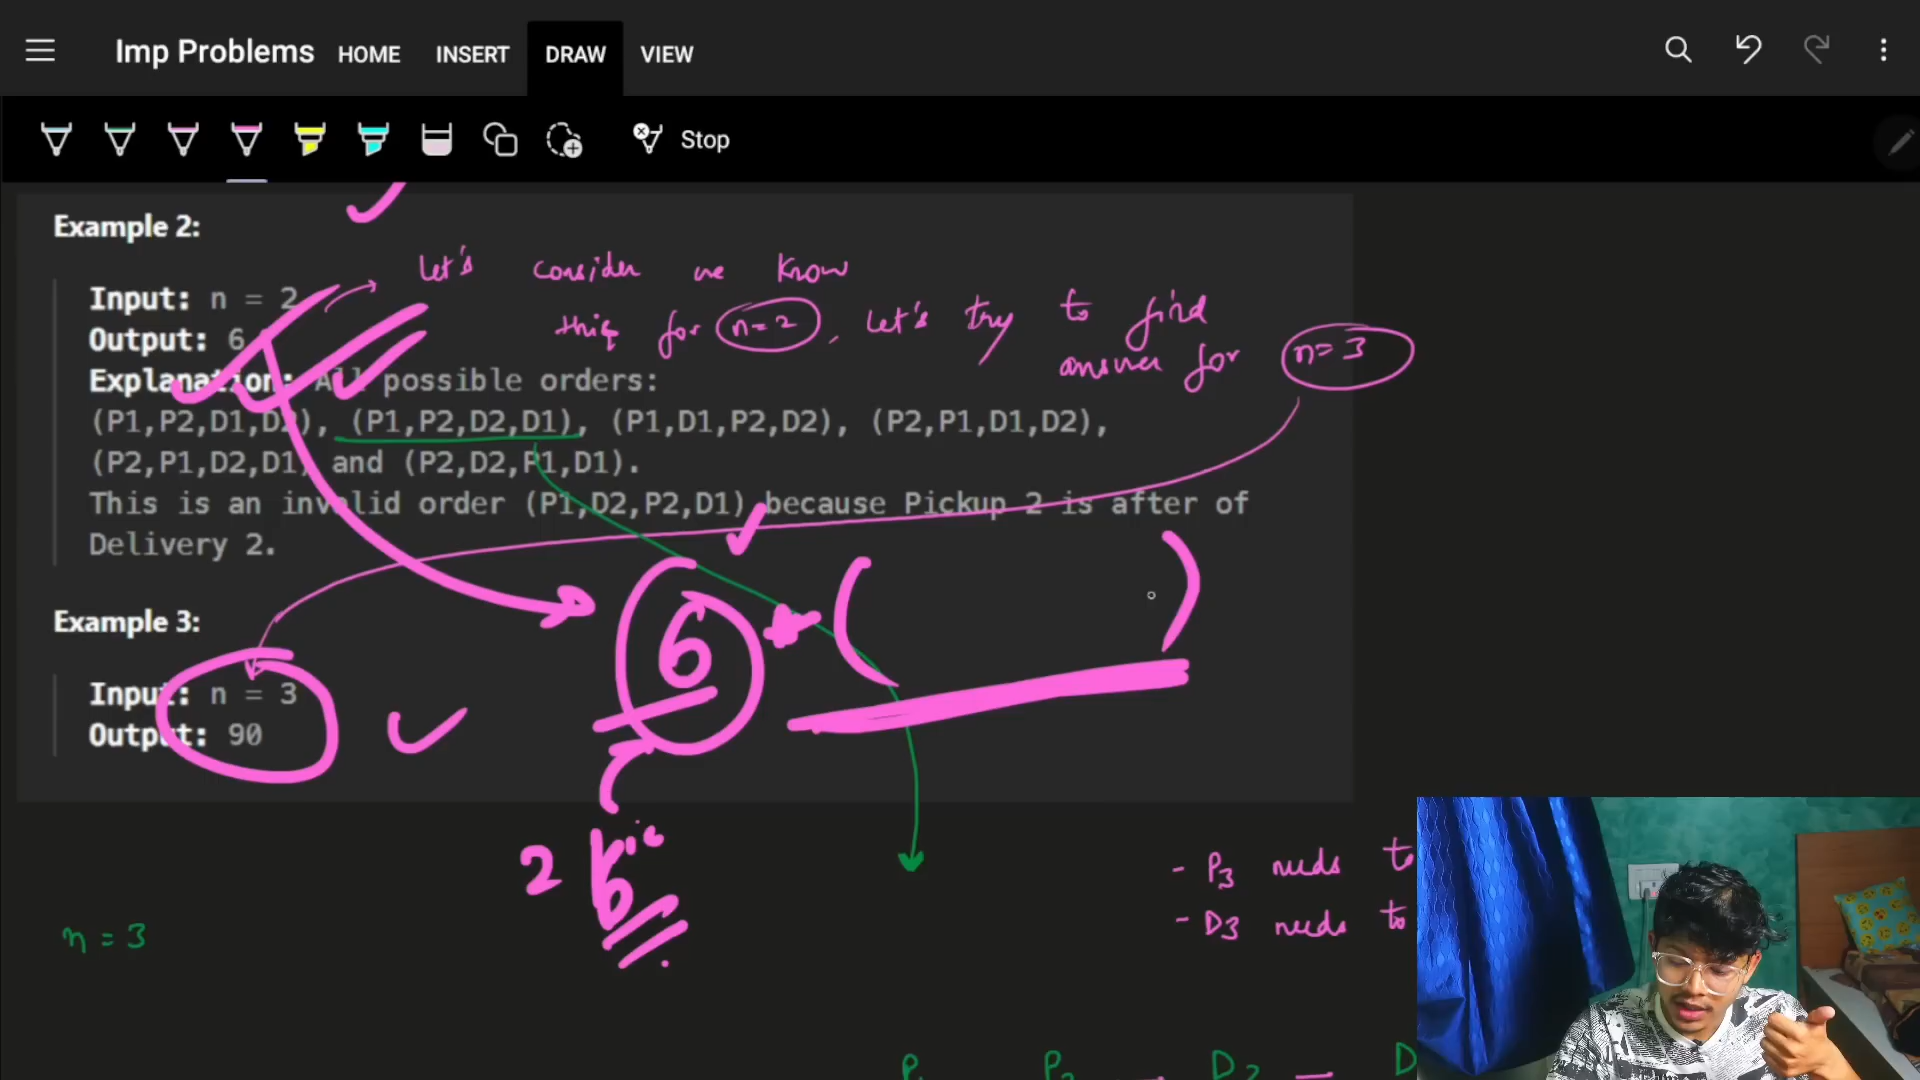 Imp Problems HOME INSERT DRAW VIEW
Stop
Example 2:
Let's consider we know
this for n=2, let's try to find
answer for n=3
Input: n = 2
Output: 6
Explanation: All possible orders:
(P1,P2,D1,D2), (P1,P2,D2,D1), (P1,D1,P2,D2), (P2,P1,D1,D2),
(P2,P1,D2,D1) and (P2,D2,P1,D1).
This is an invalid order (P1,D2,P2,D1) because Pickup 2 is after of
Delivery 2.
6 * ( )
Example 3:
Input: n = 3
Output: 90
2
- P3 needs to
- D3 needs to
n = 3
P D2 D